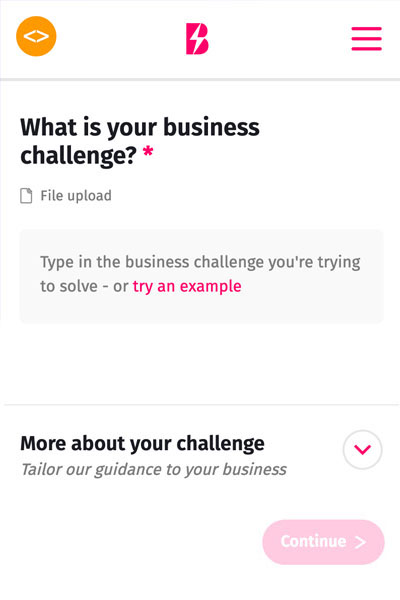 What is your business
challenge? *
File upload
Type in the business challenge you're trying
to solve - or try an example
More about your challenge
Tailor our guidance to your business
Continue >